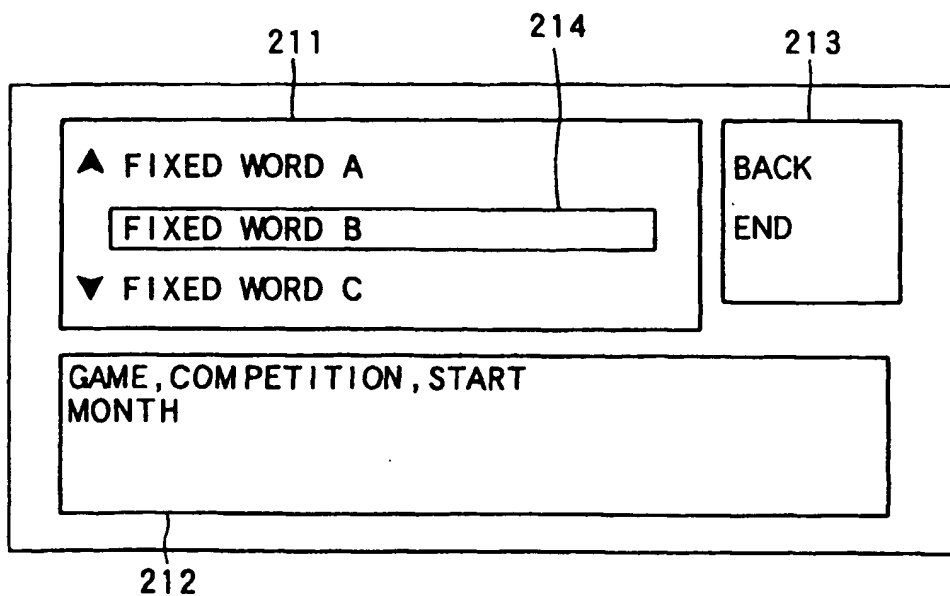 211
214
213
FIXED WORD A
FIXED WORD B
FIXED WORD C
BACK
END
GAME,COMPETITION,START
MONTH
212